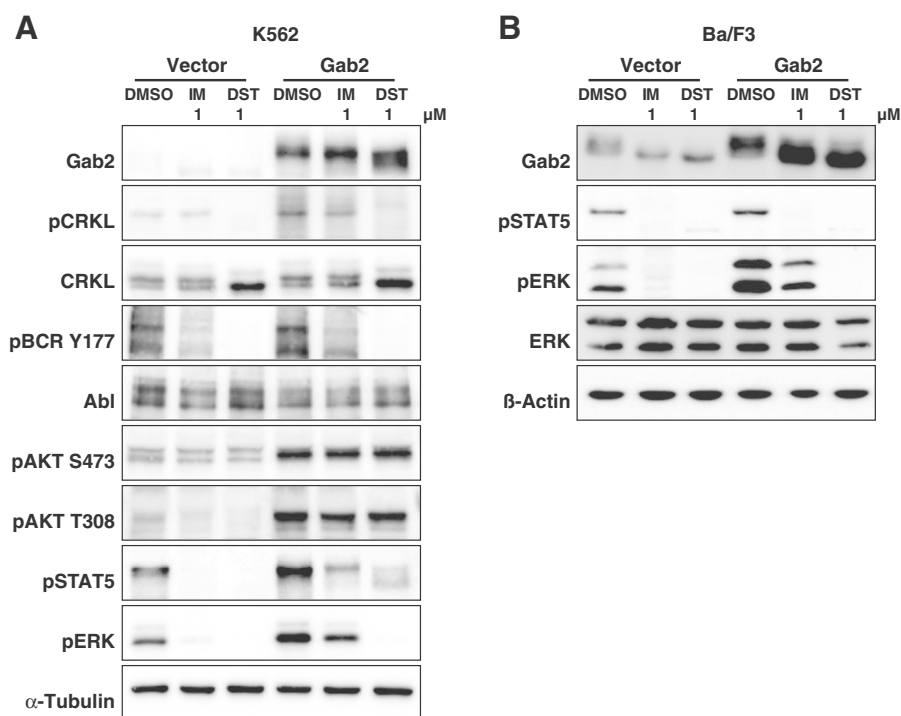 A
K562
Vector Gab2
DMSO IM DST DMSO IM DST
1 1 1 1 µM
Gab2
pCRKL
CRKL
pBCR Y177
Abl
pAKT S473
pAKT T308
pSTAT5
pERK
α-Tubulin
B
Ba/F3
Vector Gab2
DMSO IM DST DMSO IM DST
1 1 1 1
Gab2
pSTAT5
pERK
ERK
ß-Actin